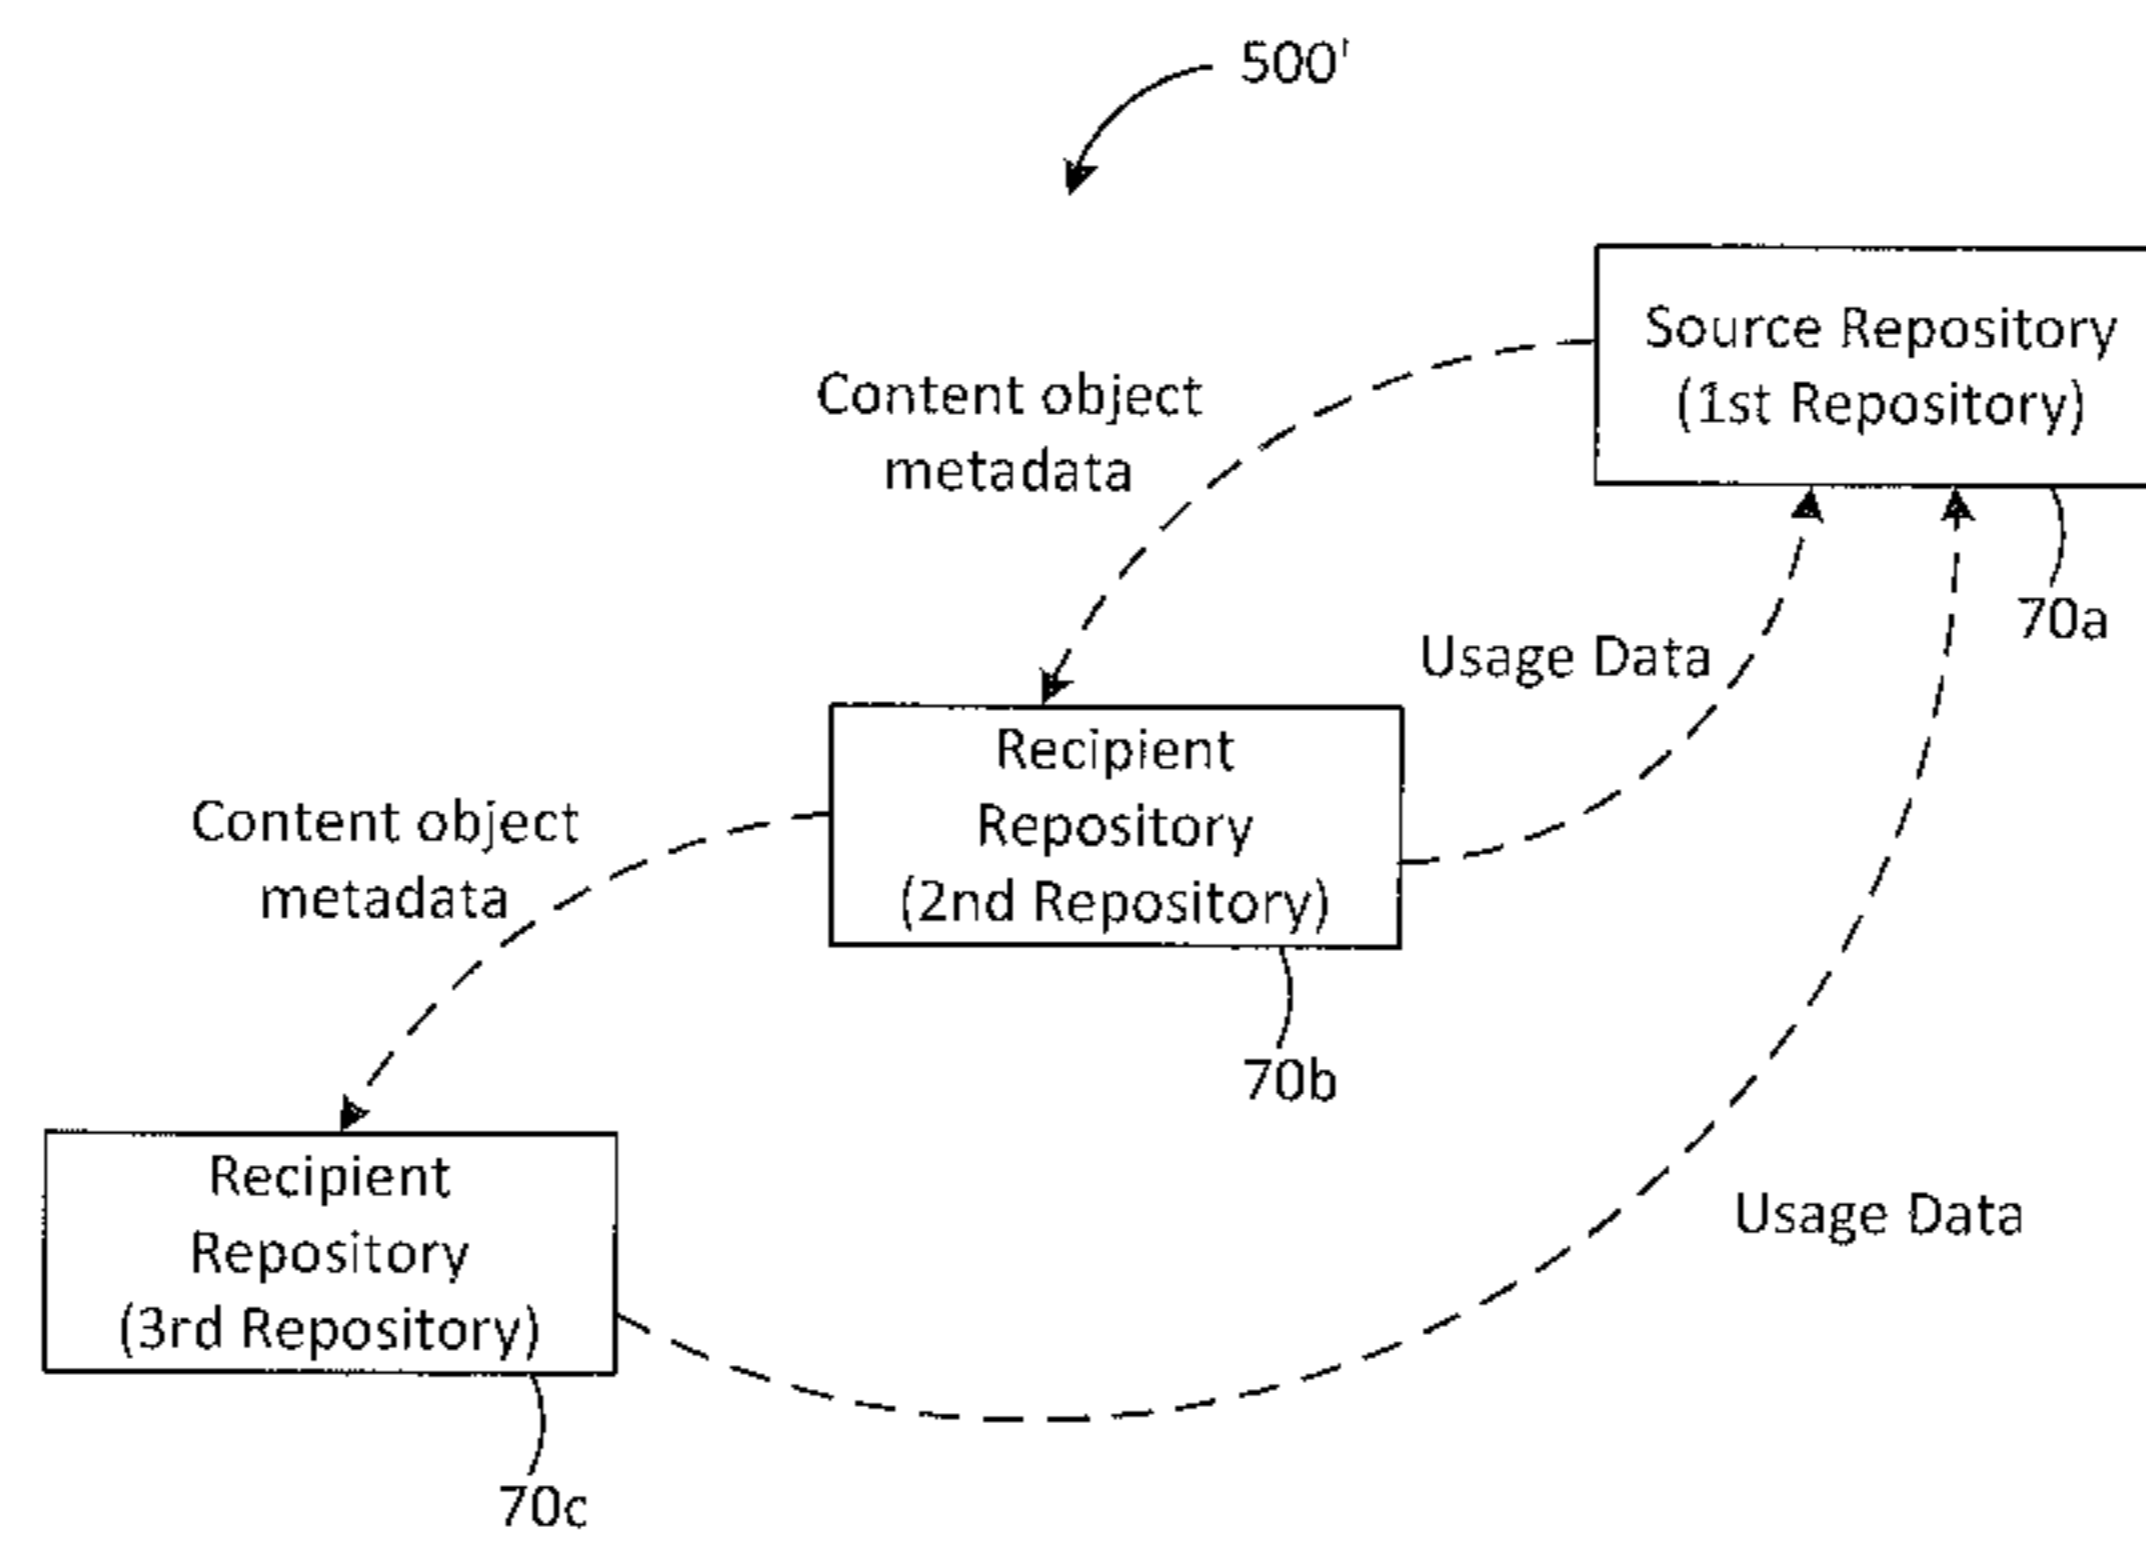 500'
Source Repository
(1st Repository)
70a
Content object
metadata
Usage Data
Recipient
Repository
(2nd Repository)
70b
Content object
metadata
Recipient
Repository
(3rd Repository)
70c
Usage Data